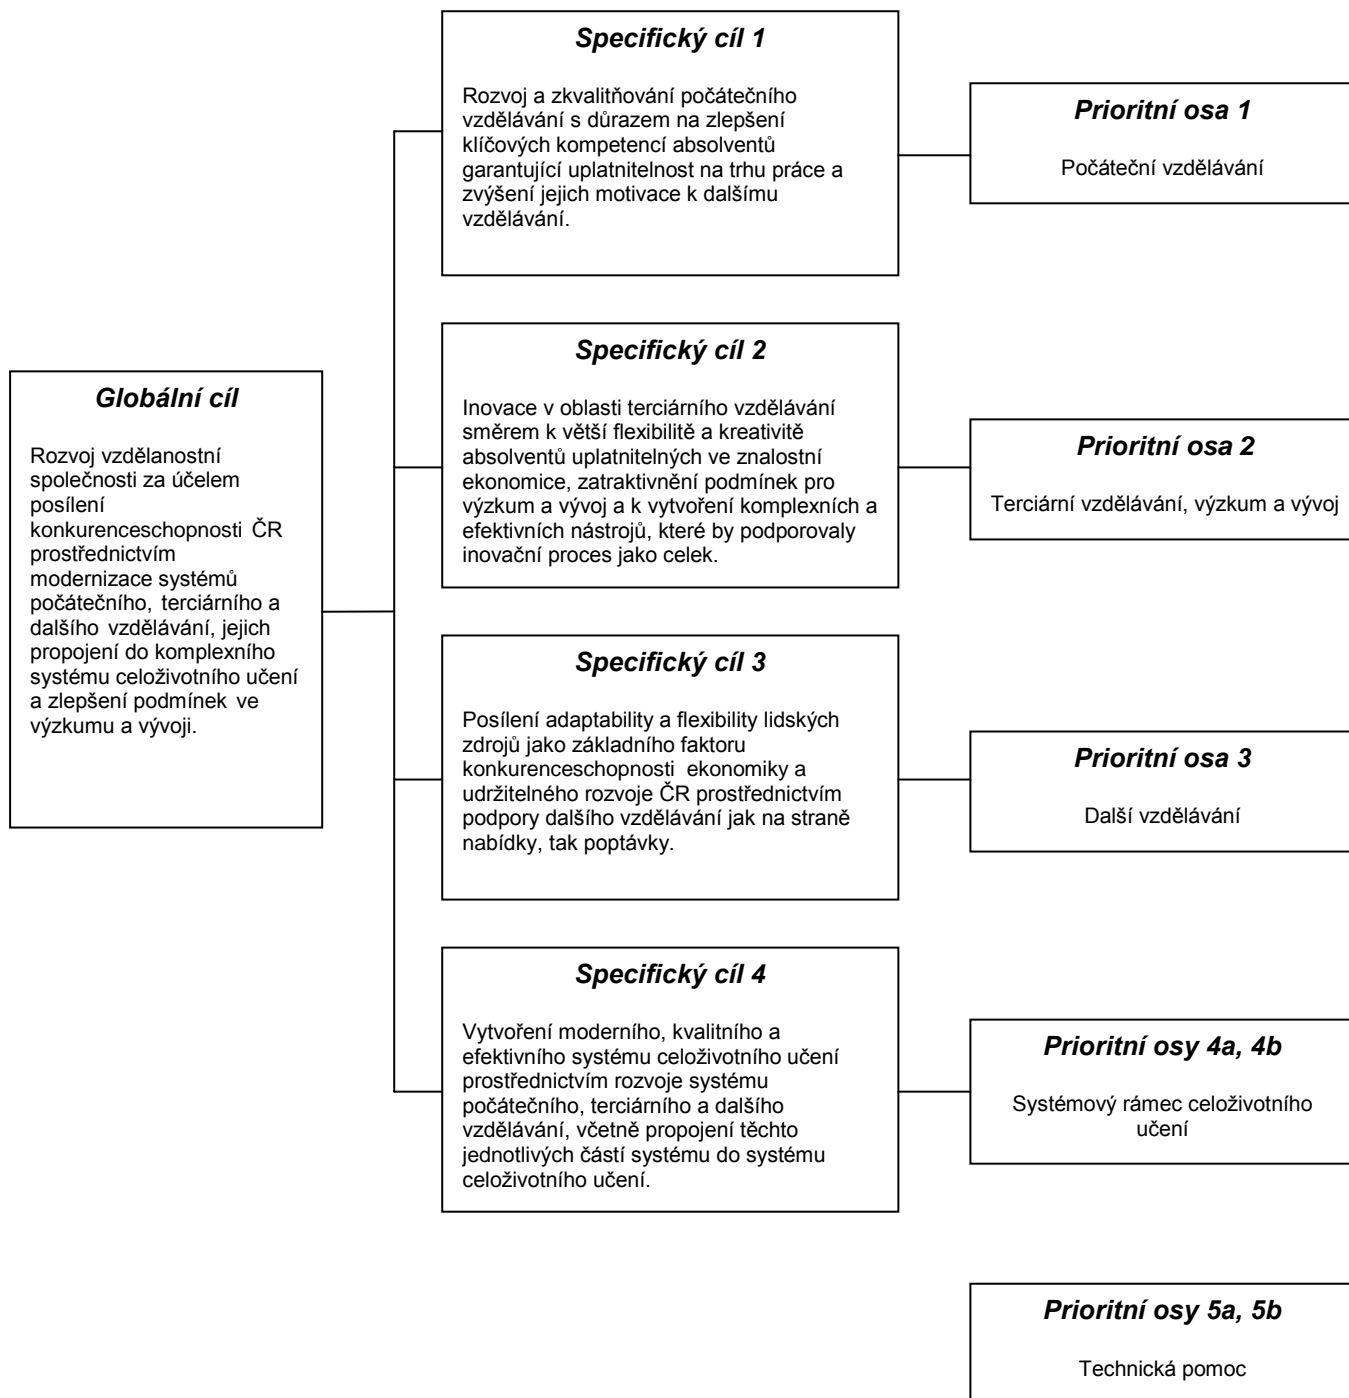 Globální cíl
Rozvoj vzdělanostní
společnosti za účelem
posílení
konkurenceschopnosti ČR
prostřednictvím
modernizace systémů
počátečního, terciárního a
dalšího vzdělávání, jejich
propojení do komplexního
systému celoživotního učení
a zlepšení podmínek ve
výzkumu a vývoji.
Specifický cíl 1
Rozvoj a zkvalitňování počátečního
vzdělávání s důrazem na zlepšení
klíčových kompetencí absolventů
garantující uplatnitelnost na trhu práce a
zvýšení jejich motivace k dalšímu
vzdělávání.
Prioritní osa 1
Počáteční vzdělávání
Specifický cíl 2
Inovace v oblasti terciárního vzdělávání
směrem k větší flexibilitě a kreativitě
absolventů uplatnitelných ve znalostní
ekonomice, zatraktivnění podmínek pro
výzkum a vývoj a k vytvoření komplexních a
efektivních nástrojů, které by podporovaly
inovační proces jako celek.
Prioritní osa 2
Terciární vzdělávání, výzkum a vývoj
Specifický cíl 3
Posílení adaptability a flexibility lidských
zdrojů jako základního faktoru
konkurenceschopnosti ekonomiky a
udržitelného rozvoje ČR prostřednictvím
podpory dalšího vzdělávání jak na straně
nabídky, tak poptávky.
Prioritní osa 3
Další vzdělávání
Specifický cíl 4
Vytvoření moderního, kvalitního a
efektivního systému celoživotního učení
prostřednictvím rozvoje systému
počátečního, terciárního a dalšího
vzdělávání, včetně propojení těchto
jednotlivých částí systému do systému
celoživotního učení.
Prioritní osy 4a, 4b
Systémový rámec celoživotního
učení
Prioritní osy 5a, 5b
Technická pomoc